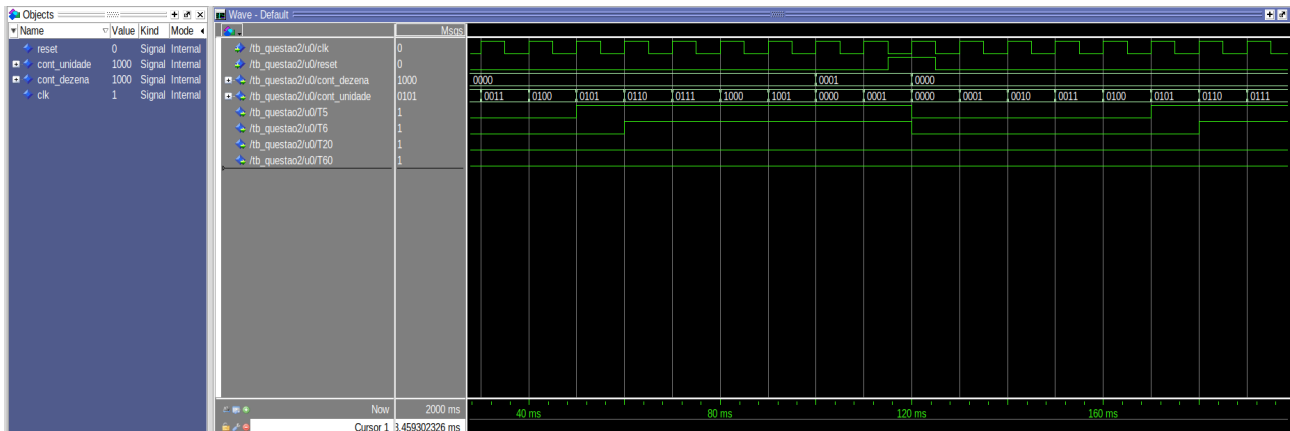 Objects
Name Value Kind Mode
reset 0 Signal Internal
cont_unidade 1000 Signal Internal
cont_dezena 1000 Signal Internal
clk 1 Signal Internal
Wave - Default
Msgs
/tb_questao2/u0/clk 0
/tb_questao2/u0/reset 0
/tb_questao2/u0/cont_dezena 1000 0000 0001 0000
/tb_questao2/u0/cont_unidade 0101 0011 0100 0101 0110 0111 1000 1001 0000 0001 0000 0001 0010 0011 0100 0101 0110 0111
/tb_questao2/u0/T5 1
/tb_questao2/u0/T6 1
/tb_questao2/u0/T20 1
/tb_questao2/u0/T60 1
Now 2000 ms 40 ms 80 ms 120 ms 160 ms
Cursor 1 3.459302326 ms